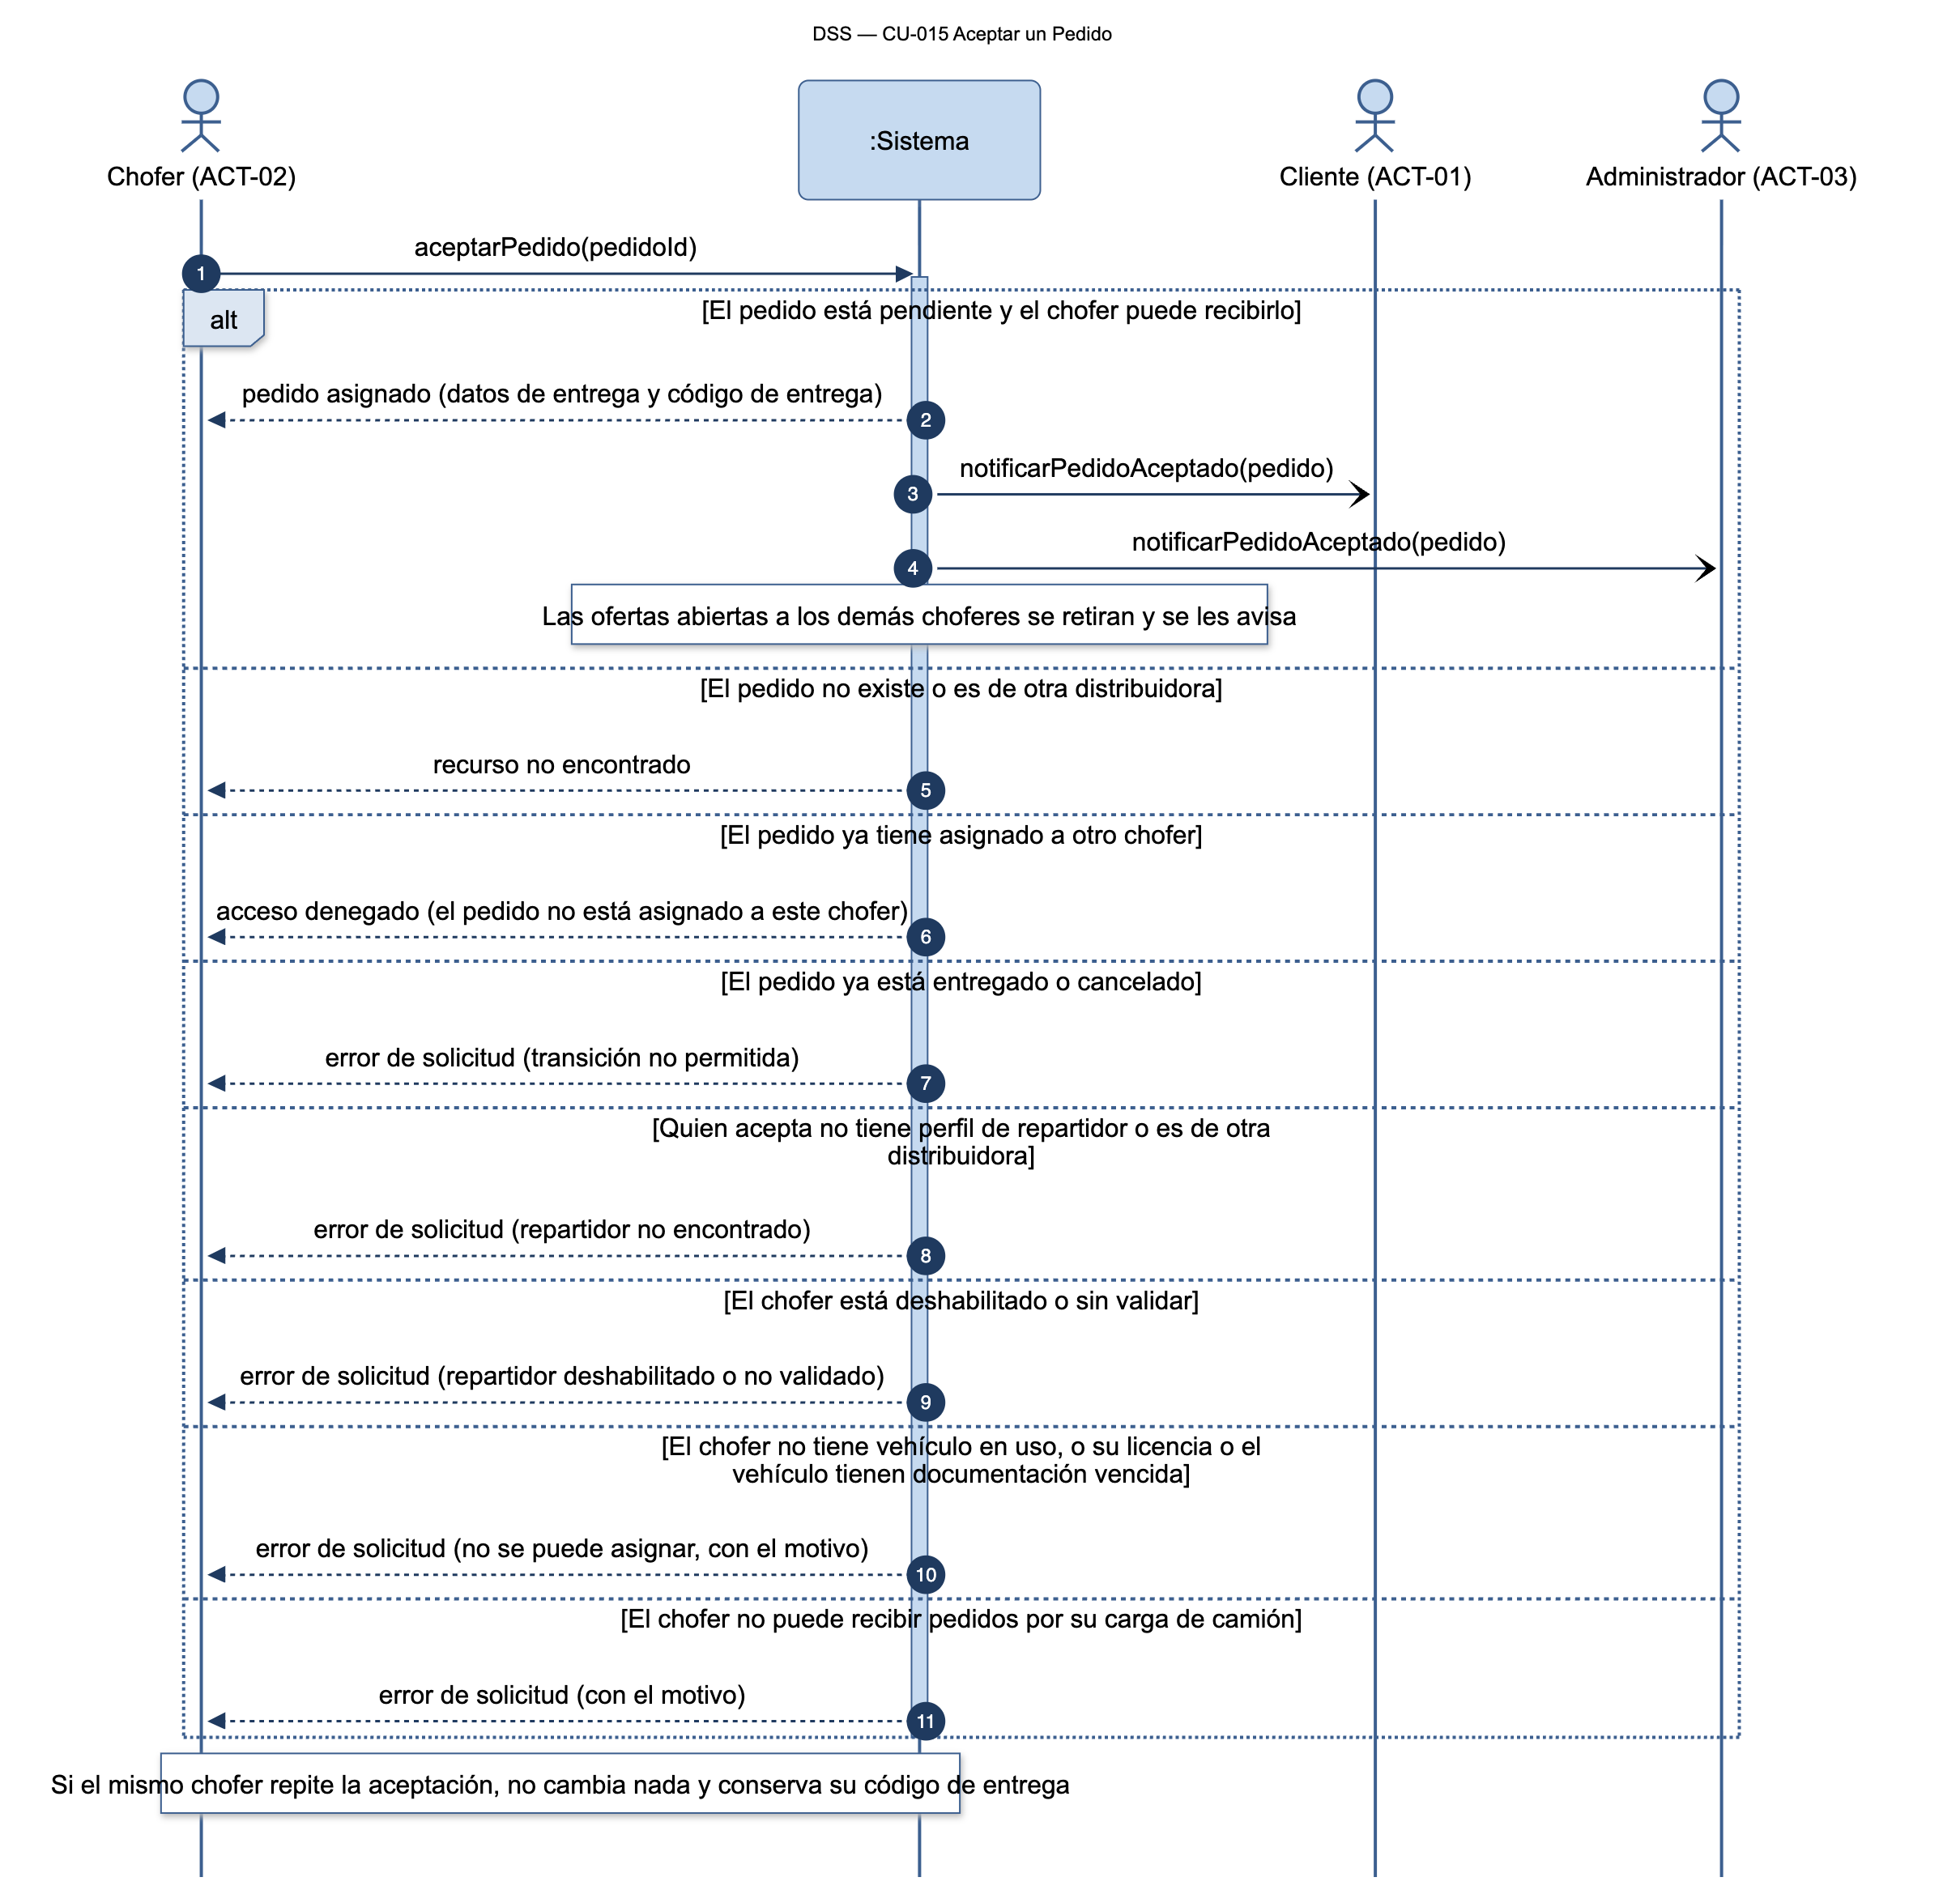 DSS — CU-015 Aceptar un Pedido
Chofer (ACT-02)
:Sistema
Cliente (ACT-01)
Administrador (ACT-03)
aceptarPedido(pedidoId)
1
alt
[El pedido está pendiente y el chofer puede recibirlo]
pedido asignado (datos de entrega y código de entrega)
2
notificarPedidoAceptado(pedido)
3
notificarPedidoAceptado(pedido)
4
Las ofertas abiertas a los demás choferes se retiran y se les avisa
[El pedido no existe o es de otra distribuidora]
recurso no encontrado
5
[El pedido ya tiene asignado a otro chofer]
acceso denegado (el pedido no está asignado a este chofer)
6
[El pedido ya está entregado o cancelado]
error de solicitud (transición no permitida)
7
[Quien acepta no tiene perfil de repartidor o es de otra
distribuidora]
error de solicitud (repartidor no encontrado)
8
[El chofer está deshabilitado o sin validar]
error de solicitud (repartidor deshabilitado o no validado)
9
[El chofer no tiene vehículo en uso, o su licencia o el
vehículo tienen documentación vencida]
error de solicitud (no se puede asignar, con el motivo)
10
[El chofer no puede recibir pedidos por su carga de camión]
error de solicitud (con el motivo)
11
Si el mismo chofer repite la aceptación, no cambia nada y conserva su código de entrega